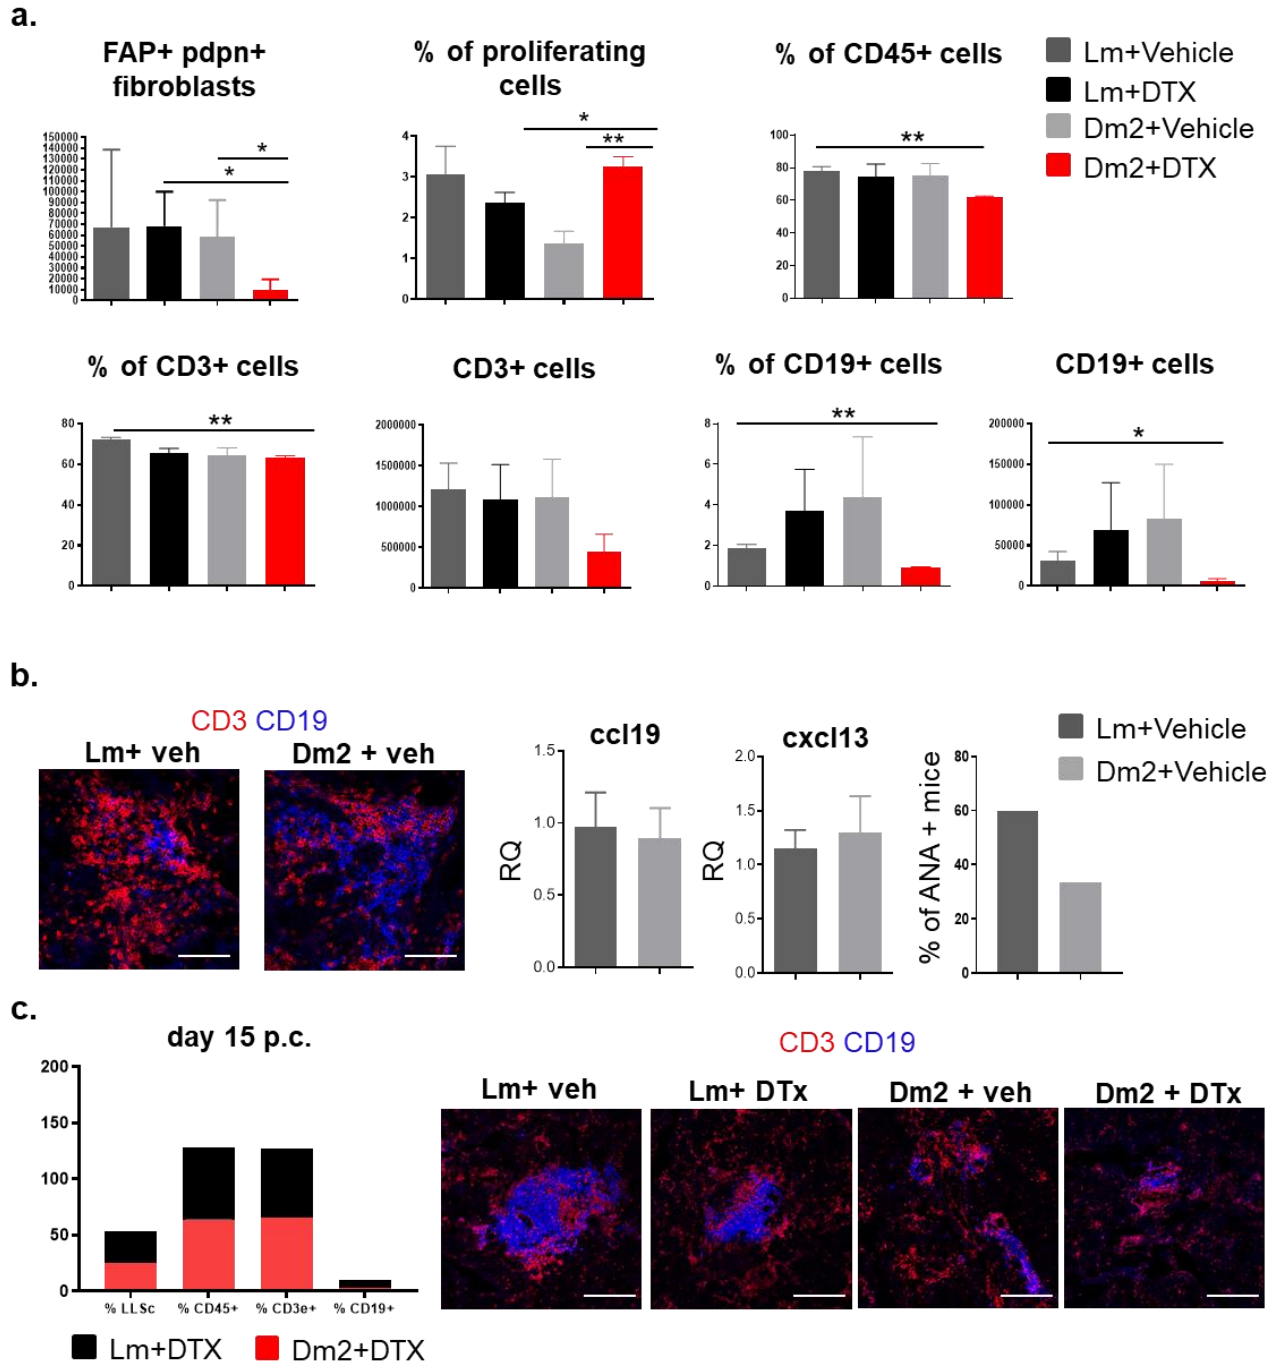 a.
FAP+ pdpn+
fibroblasts
150000
140000
130000
120000
110000
100000
90000
80000
70000
60000
50000
40000
30000
20000
10000
0
*
*
% of proliferating
cells
4
3
2
1
0
*
**
% of CD45+ cells
100
80
60
40
20
0
**
Lm+Vehicle
Lm+DTX
Dm2+Vehicle
Dm2+DTX
% of CD3+ cells
80
60
40
20
0
**
CD3+ cells
2000000
1500000
1000000
500000
0
% of CD19+ cells
8
6
4
2
0
**
CD19+ cells
200000
150000
100000
50000
0
*
b.
CD3 CD19
Lm+ veh
Dm2 + veh
ccl19
RQ
1.5
1.0
0.5
0.0
cxcl13
RQ
2.0
1.5
1.0
0.5
0.0
% of ANA + mice
80
60
40
20
0
Lm+Vehicle
Dm2+Vehicle
c.
day 15 p.c.
200
150
100
50
0
% LLSc
% CD45+
% CD3e+
% CD19+
Lm+DTX
Dm2+DTX
CD3 CD19
Lm+ veh
Lm+ DTx
Dm2 + veh
Dm2 + DTx